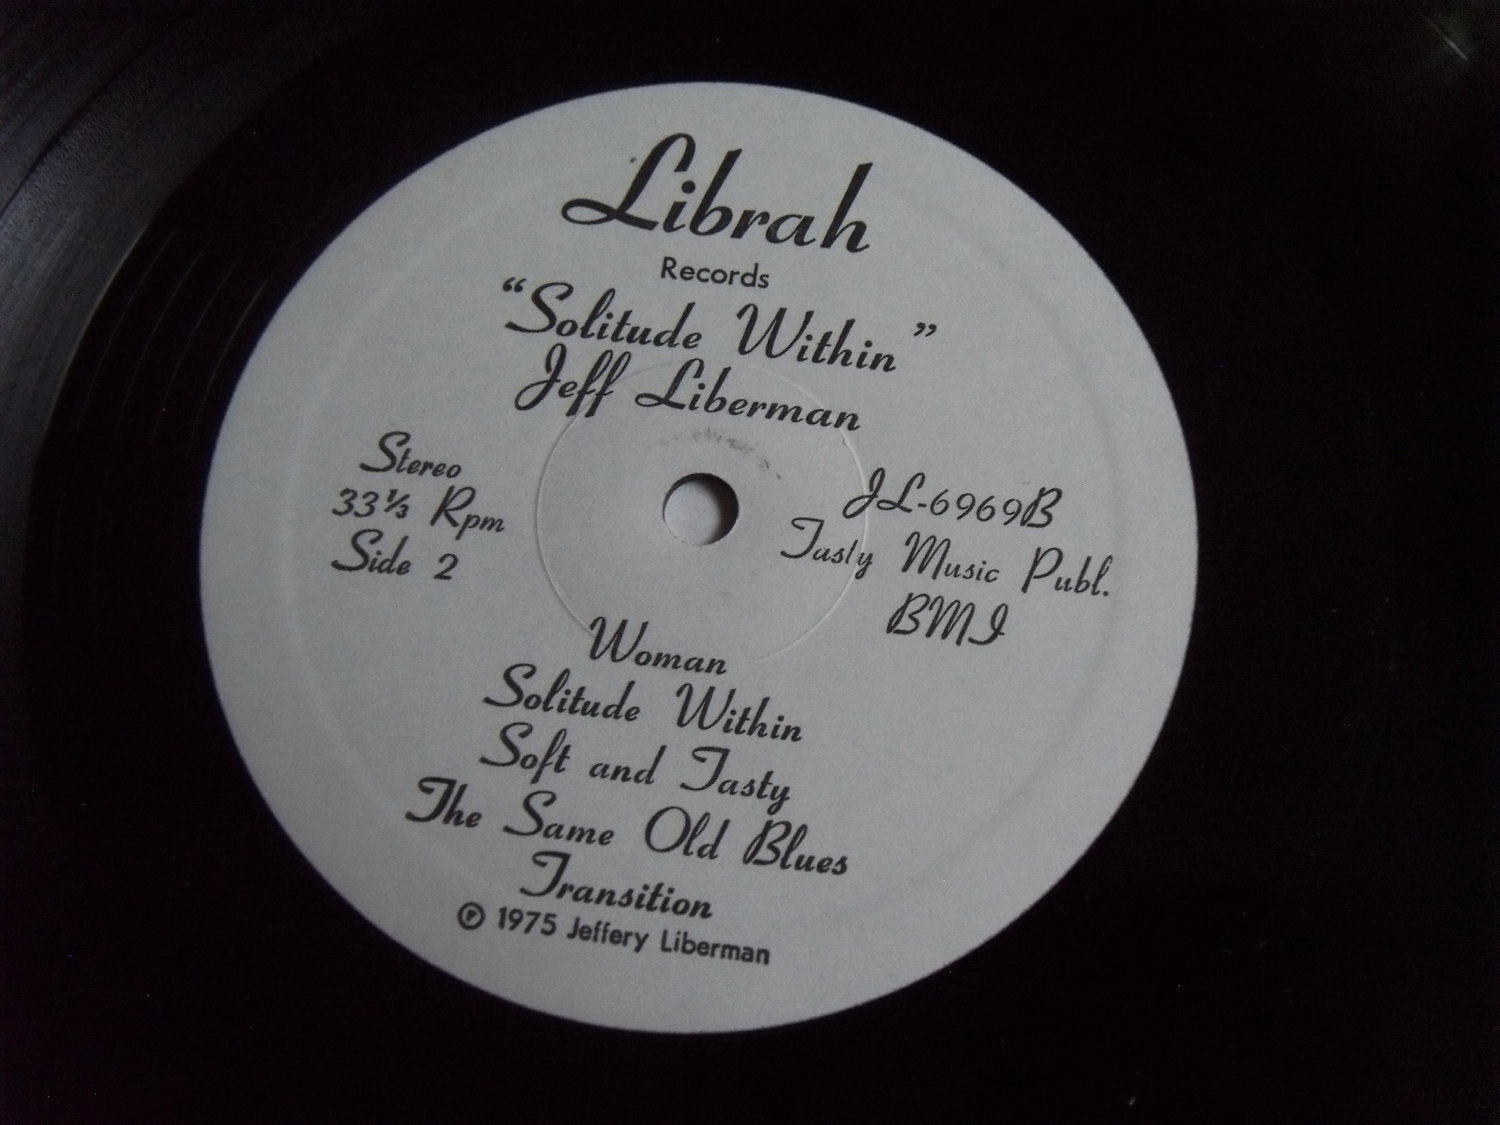 Librah
Records
“Solitude Within”
Jeff Liberman
Stereo
33⅓ Rpm
Side 2
JL-6969B
Tasty Music Publ.
BMI
Woman
Solitude Within
Soft and Tasty
The Same Old Blues
Transition
℗ 1975 Jeffery Liberman